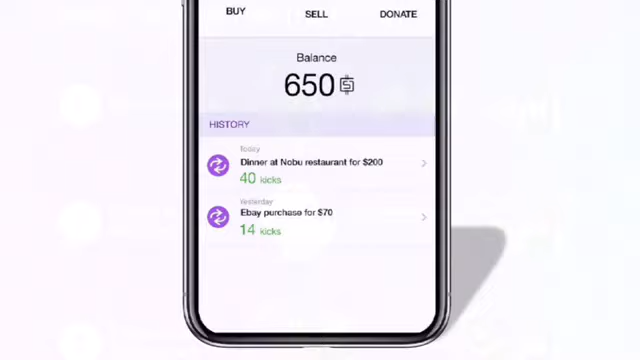 BUY SELL DONATE
Balance
650
HISTORY
Today
Dinner at Nobu restaurant for $200
40 kicks
Yesterday
Ebay purchase for $70
14 kicks